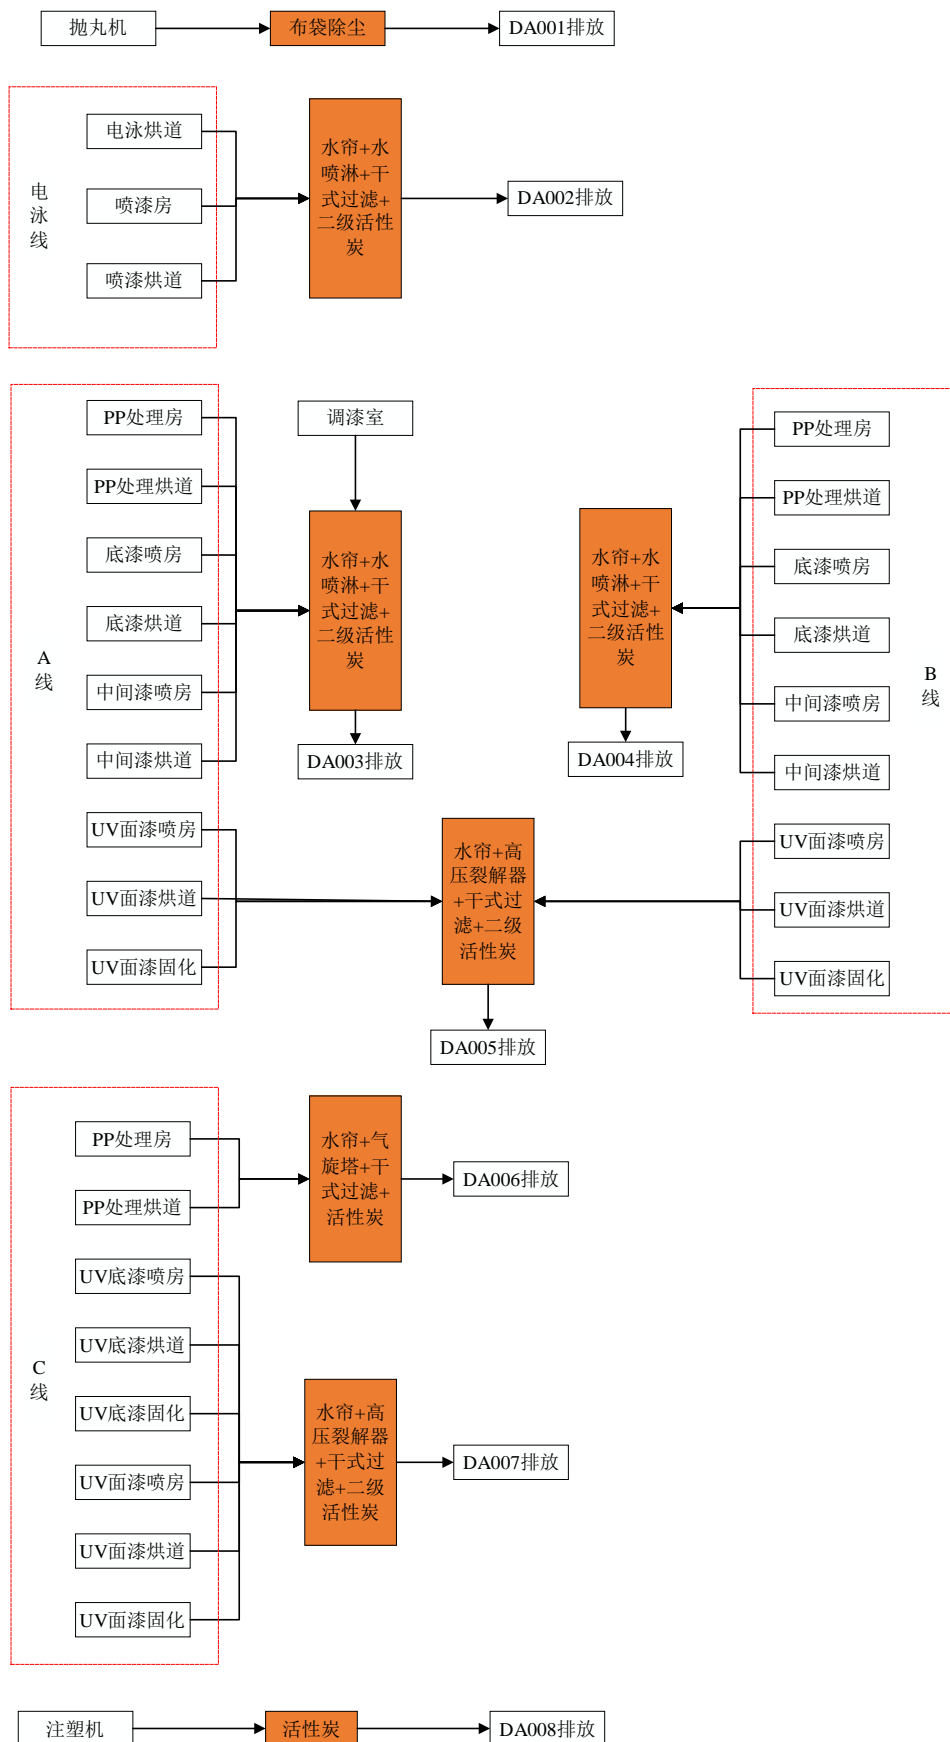 抛丸机
布袋除尘
DA001排放
电
泳
线
电泳烘道
喷漆房
喷漆烘道
水帘+水
喷淋+干
式过滤+
二级活性
炭
DA002排放
A
线
PP处理房
PP处理烘道
底漆喷房
底漆烘道
中间漆喷房
中间漆烘道
UV面漆喷房
UV面漆烘道
UV面漆固化
调漆室
水帘+水
喷淋+干
式过滤+
二级活性
炭
DA003排放
水帘+水
喷淋+干
式过滤+
二级活性
炭
DA004排放
水帘+高
压裂解器
+干式过
滤+二级
活性炭
DA005排放
PP处理房
PP处理烘道
底漆喷房
底漆烘道
中间漆喷房
中间漆烘道
UV面漆喷房
UV面漆烘道
UV面漆固化
B
线
C
线
PP处理房
PP处理烘道
UV底漆喷房
UV底漆烘道
UV底漆固化
UV面漆喷房
UV面漆烘道
UV面漆固化
水帘+气
旋塔+干
式过滤+
活性炭
DA006排放
水帘+高
压裂解器
+干式过
滤+二级
活性炭
DA007排放
注塑机
活性炭
DA008排放